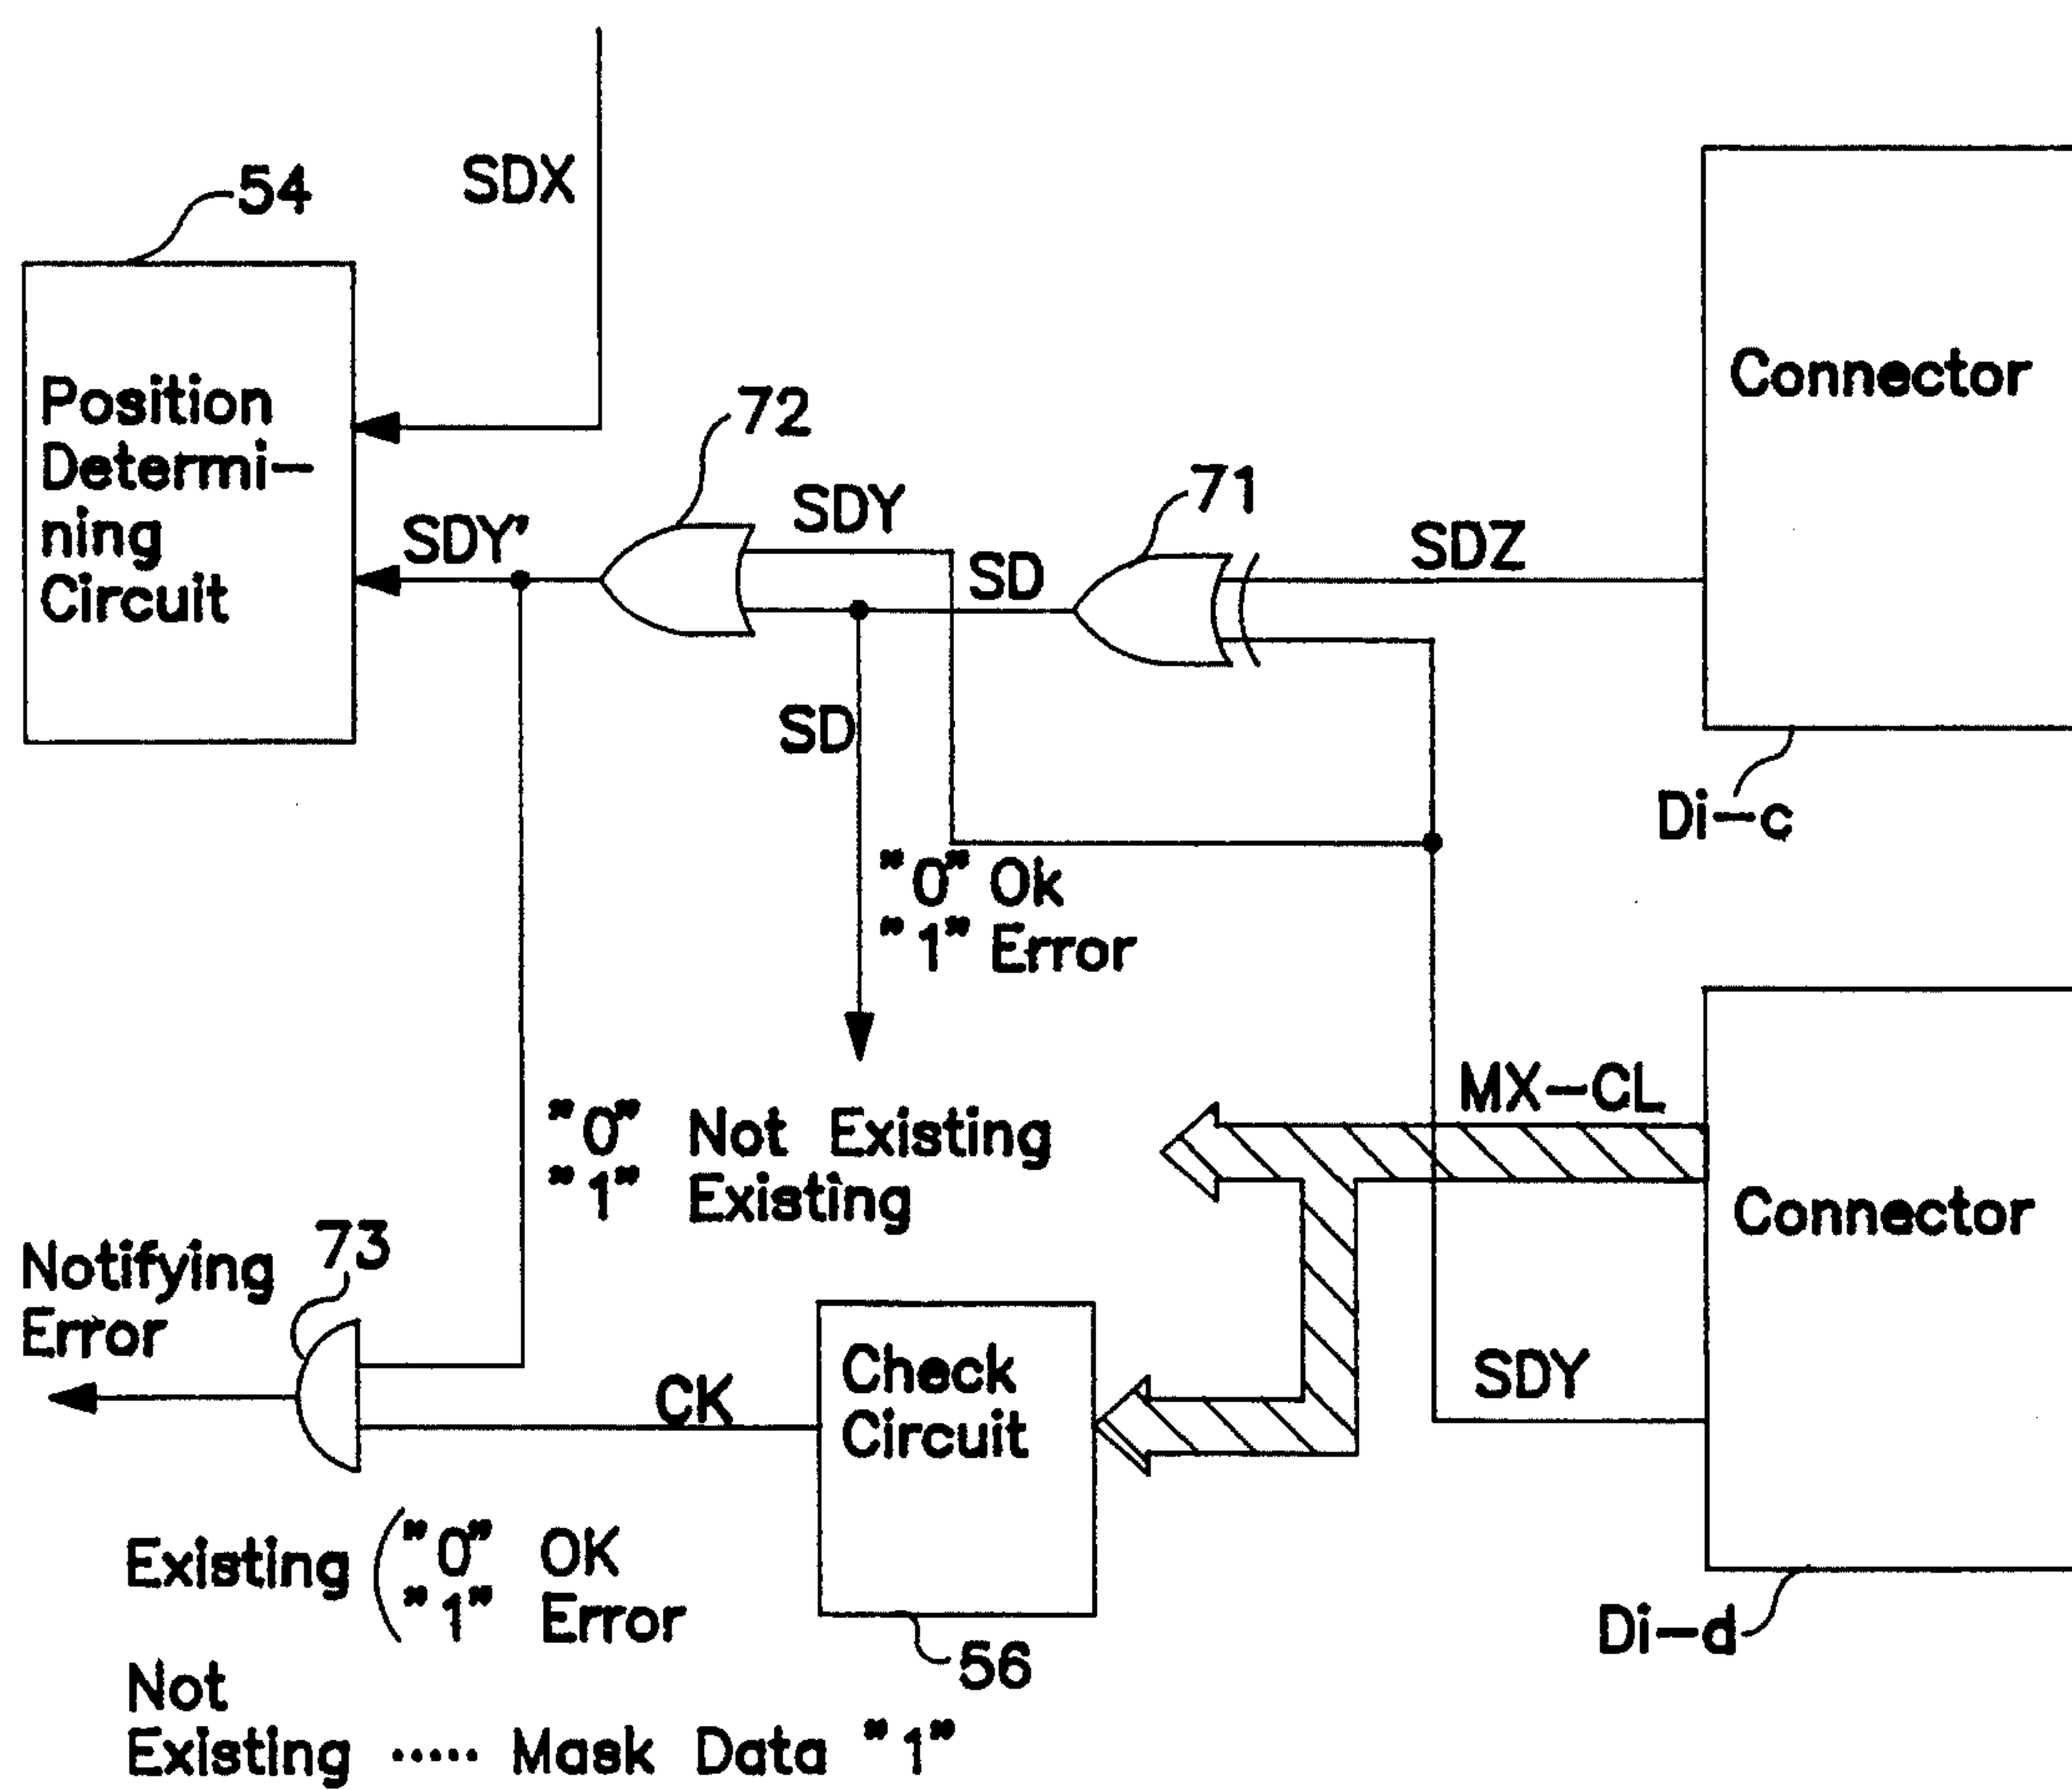 SDX
54
Position
Determi-
ning
Circuit
72
SDY
71
SDZ
SDY'
SD
Connector
SD
Di-c
"0" Ok
"1" Error
"0" Not Existing
"1" Existing
MX-CL
Connector
73
Notifying
Error
CK
Check
Circuit
SDY
Existing ("0" OK
"1" Error
56
Di-d
Not
Existing ..... Mask Data "1"